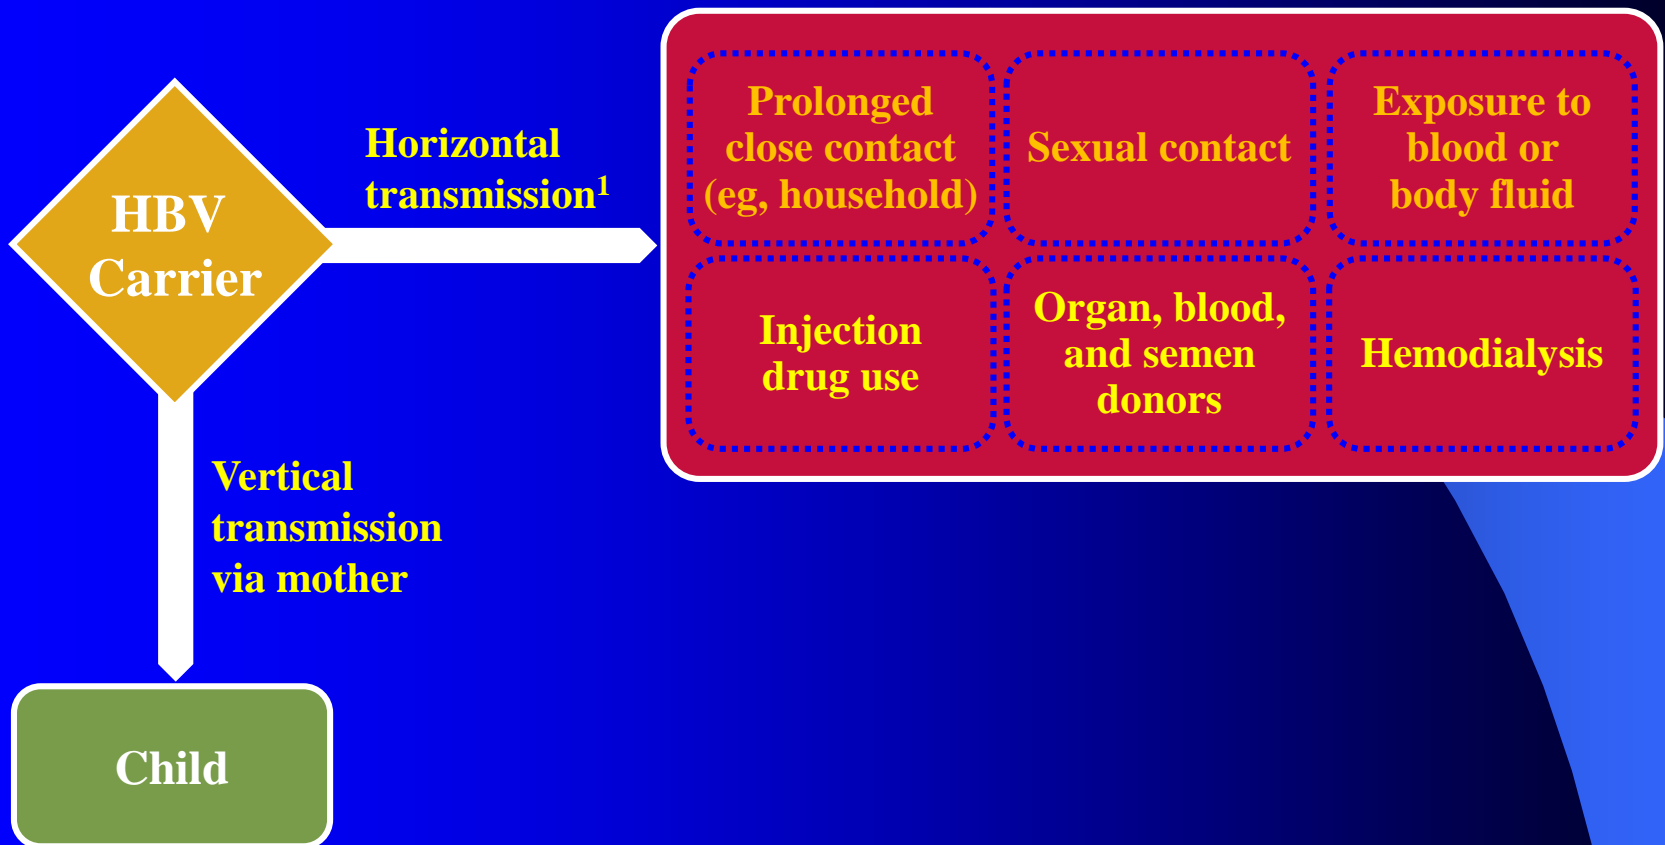 HBV
Carrier
Horizontal
transmission¹
Prolonged
close contact
(eg, household)
Sexual contact
Exposure to
blood or
body fluid
Injection
drug use
Organ, blood,
and semen
donors
Hemodialysis
Vertical
transmission
via mother
Child